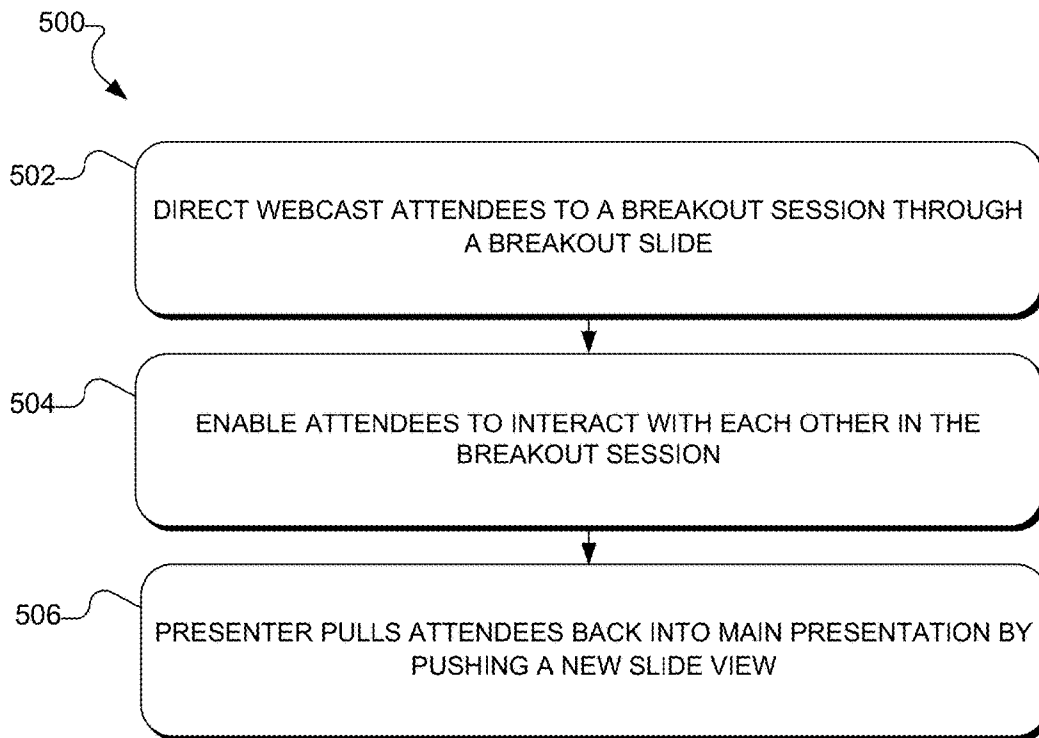 500
502
DIRECT WEBCAST ATTENDEES TO A BREAKOUT SESSION THROUGH
A BREAKOUT SLIDE
504
ENABLE ATTENDEES TO INTERACT WITH EACH OTHER IN THE
BREAKOUT SESSION
506
PRESENTER PULLS ATTENDEES BACK INTO MAIN PRESENTATION BY
PUSHING A NEW SLIDE VIEW